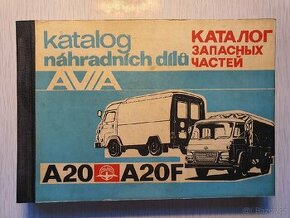 katalog
náhradních dílů
AVIA
КАТАЛОГ
ЗАПАСНЫХ
ЧАСТЕЙ
A20 A20F